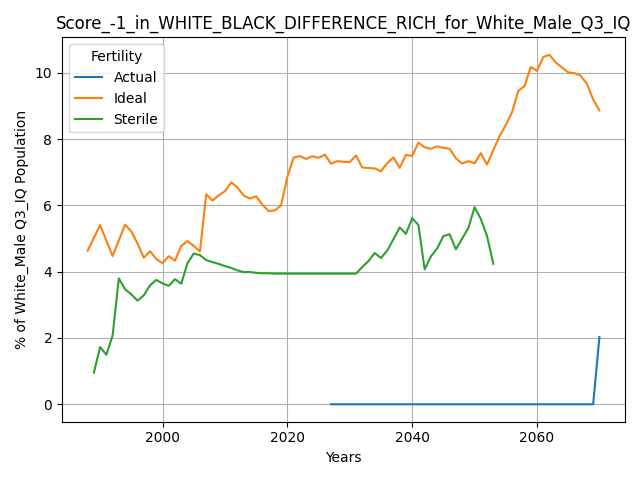 Score_-1_in_WHITE_BLACK_DIFFERENCE_RICH_for_White_Male_Q3_IQ
Fertility
Actual
Ideal
Sterile
10
8
6
4
2
0
% of White_Male Q3_IQ Population
2000
2020
2040
2060
Years